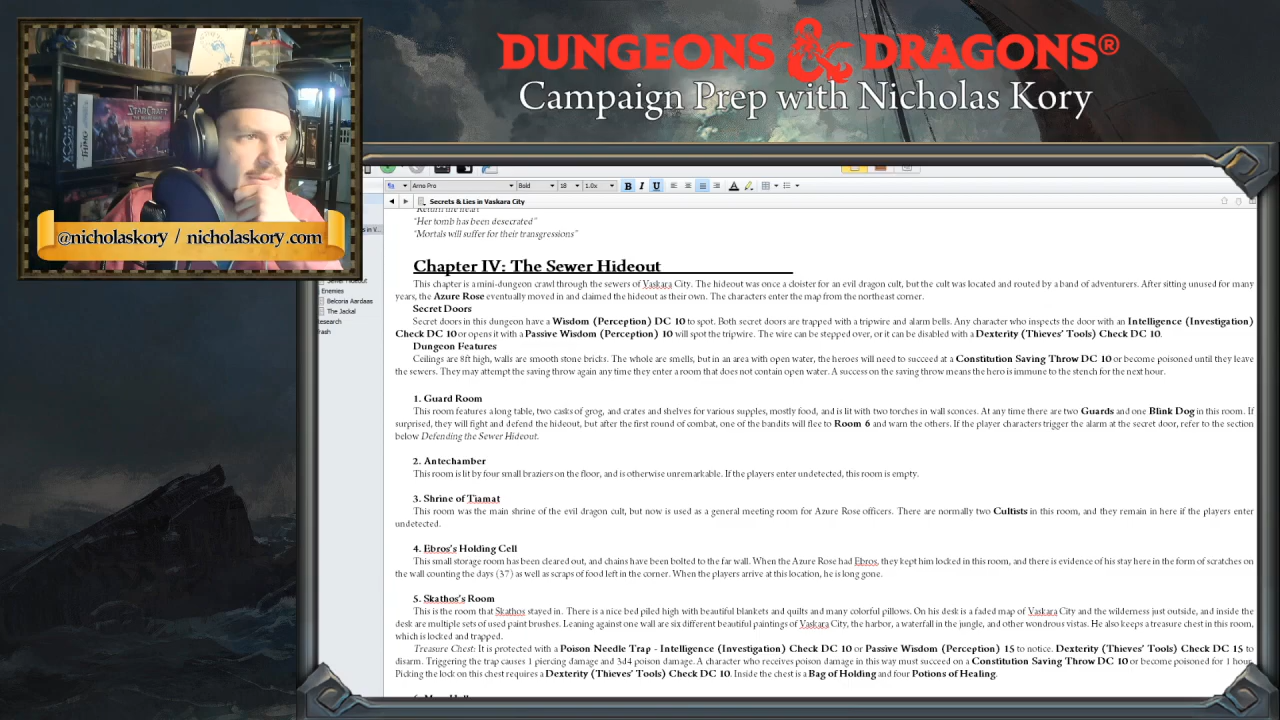 DUNGEONS & DRAGONS®
Campaign Prep with Nicholas Kory
STARCRAFT
XCOM
@nicholaskory / nicholaskory.com
Arno Pro
Bold
18
1.0x
B I U
Secrets & Lies in Vaskara City
"Return the heart"
"Her tomb has been desecrated"
"Mortals will suffer for their transgressions"
Enemies
Belcoria Aardaas
The Jackal
Chapter IV: The Sewer Hideout
This chapter is a mini-dungeon crawl through the sewers of Vaskara City. The hideout was once a cloister for an evil dragon cult, but the cult was located and routed by a band of adventurers. After sitting unused for many
years, the Azure Rose eventually moved in and claimed the hideout as their own. The characters enter the map from the northeast corner.
Secret Doors
Secret doors in this dungeon have a Wisdom (Perception) DC 10 to spot. Both secret doors are trapped with a tripwire and alarm bells. Any character who inspects the door with an Intelligence (Investigation)
Check DC 10 or opens it with a Passive Wisdom (Perception) 10 will spot the tripwire. The wire can be stepped over, or it can be disabled with a Dexterity (Thieves' Tools) Check DC 10.
Dungeon Features
Ceilings are 8ft high, walls are smooth stone bricks. The whole are smells, but in an area with open water, the heroes will need to succeed at a Constitution Saving Throw DC 10 or become poisoned until they leave
the sewers. They may attempt the saving throw again any time they enter a room that does not contain open water. A success on the saving throw means the hero is immune to the stench for the next hour.
1. Guard Room
This room features a long table, two casks of grog, and crates and shelves for various supples, mostly food, and is lit with two torches in wall sconces. At any time there are two Guards and one Blink Dog in this room. If
surprised, they will fight and defend the hideout, but after the first round of combat, one of the bandits will flee to Room 6 and warn the others. If the player characters trigger the alarm at the secret door, refer to the section
below Defending the Sewer Hideout.
2. Antechamber
This room is lit by four small braziers on the floor, and is otherwise unremarkable. If the players enter undetected, this room is empty.
3. Shrine of Tiamat
This room was the main shrine of the evil dragon cult, but now is used as a general meeting room for Azure Rose officers. There are normally two Cultists in this room, and they remain in here if the players enter
undetected.
4. Ebros's Holding Cell
This small storage room has been cleared out, and chains have been bolted to the far wall. When the Azure Rose had Ebros, they kept him locked in this room, and there is evidence of his stay here in the form of scratches on
the wall counting the days (37) as well as scraps of food left in the corner. When the players arrive at this location, he is long gone.
5. Skathos's Room
This is the room that Skathos stayed in. There is a nice bed piled high with beautiful blankets and quilts and many colorful pillows. On his desk is a faded map of Vaskara City and the wilderness just outside, and inside the
desk are multiple sets of used paint brushes. Leaning against one wall are six different beautiful paintings of Vaskara City, the harbor, a waterfall in the jungle, and other wondrous vistas. He also keeps a treasure chest in this room,
which is locked and trapped.
Treasure Chest: It is protected with a Poison Needle Trap - Intelligence (Investigation) Check DC 10 or Passive Wisdom (Perception) 15 to notice. Dexterity (Thieves' Tools) Check DC 15 to
disarm. Triggering the trap causes 1 piercing damage and 3d4 poison damage. A character who receives poison damage in this way must succeed on a Constitution Saving Throw DC 10 or become poisoned for 1 hour.
Picking the lock on this chest requires a Dexterity (Thieves' Tools) Check DC 10. Inside the chest is a Bag of Holding and four Potions of Healing.